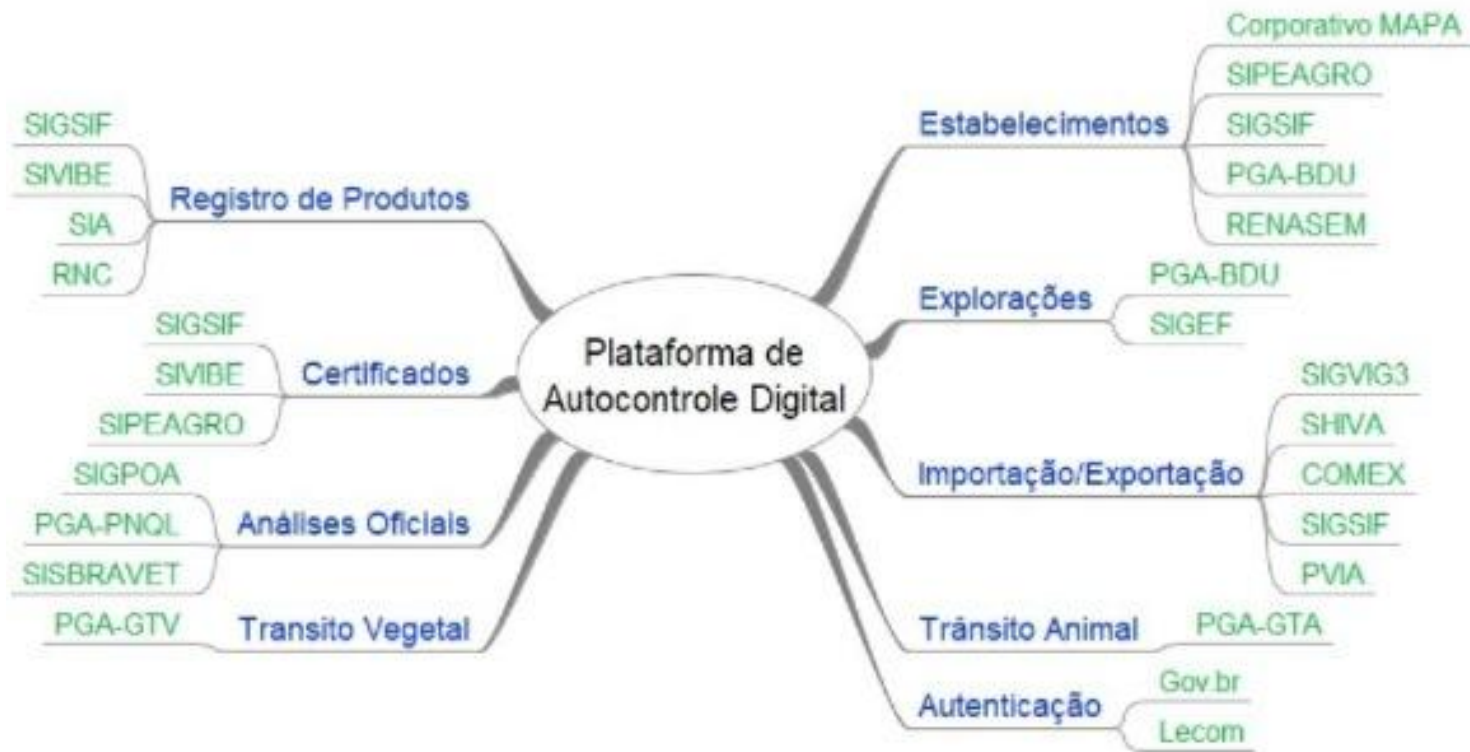 SIGSIF
SIVIBE
SIA
RNC
Registro de Produtos
SIGSIF
SIVIBE
SIPEAGRO
Certificados
SIGPOA
PGA-PNQL
SISBRAVET
Análises Oficiais
PGA-GTV
Transito Vegetal
Plataforma de
Autocontrole Digital
Estabelecimentos
Corporativo MAPA
SIPEAGRO
SIGSIF
PGA-BDU
RENASEM
Explorações
PGA-BDU
SIGEF
Importação/Exportação
SIGVIG3
SHIVA
COMEX
SIGSIF
PVIA
Trânsito Animal
PGA-GTA
Autenticação
Gov.br
Lecom